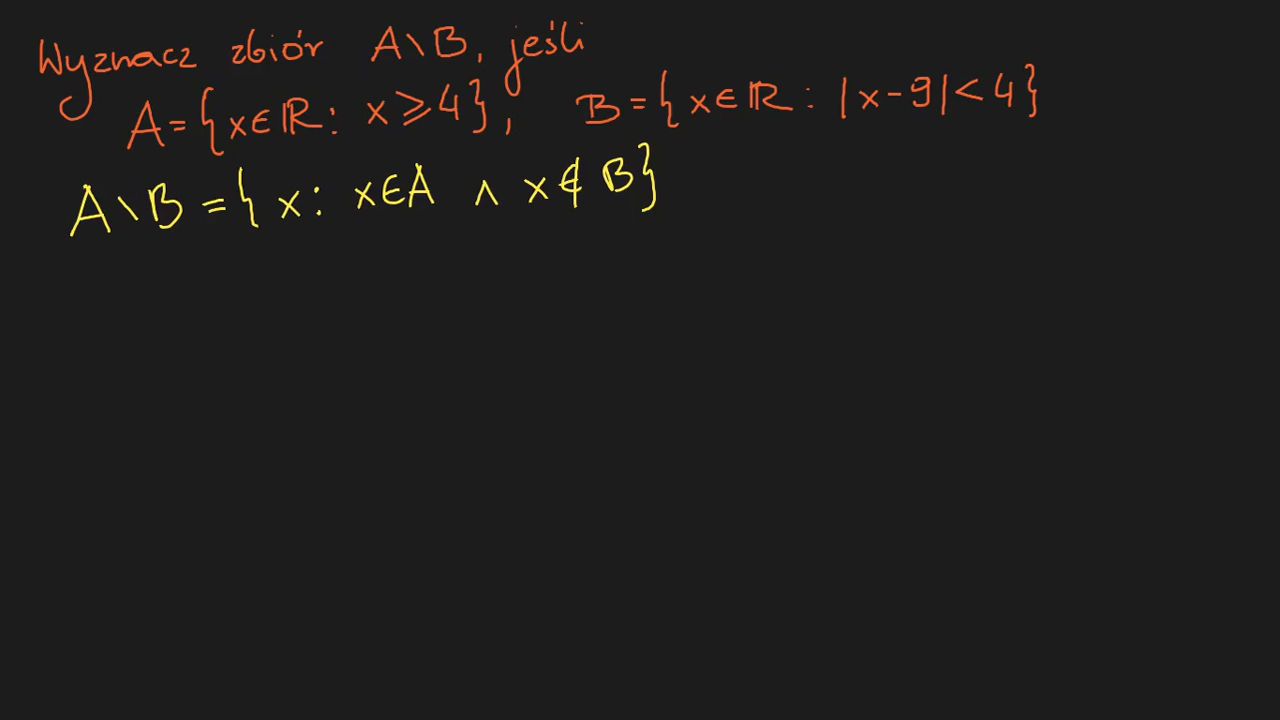 Wyznacz zbiór A\B, jeśli
A={x∈ℝ: x⩾4}, B={x∈ℝ: |x-9|<4}
A\B={x: x∈A ∧ x∉B}